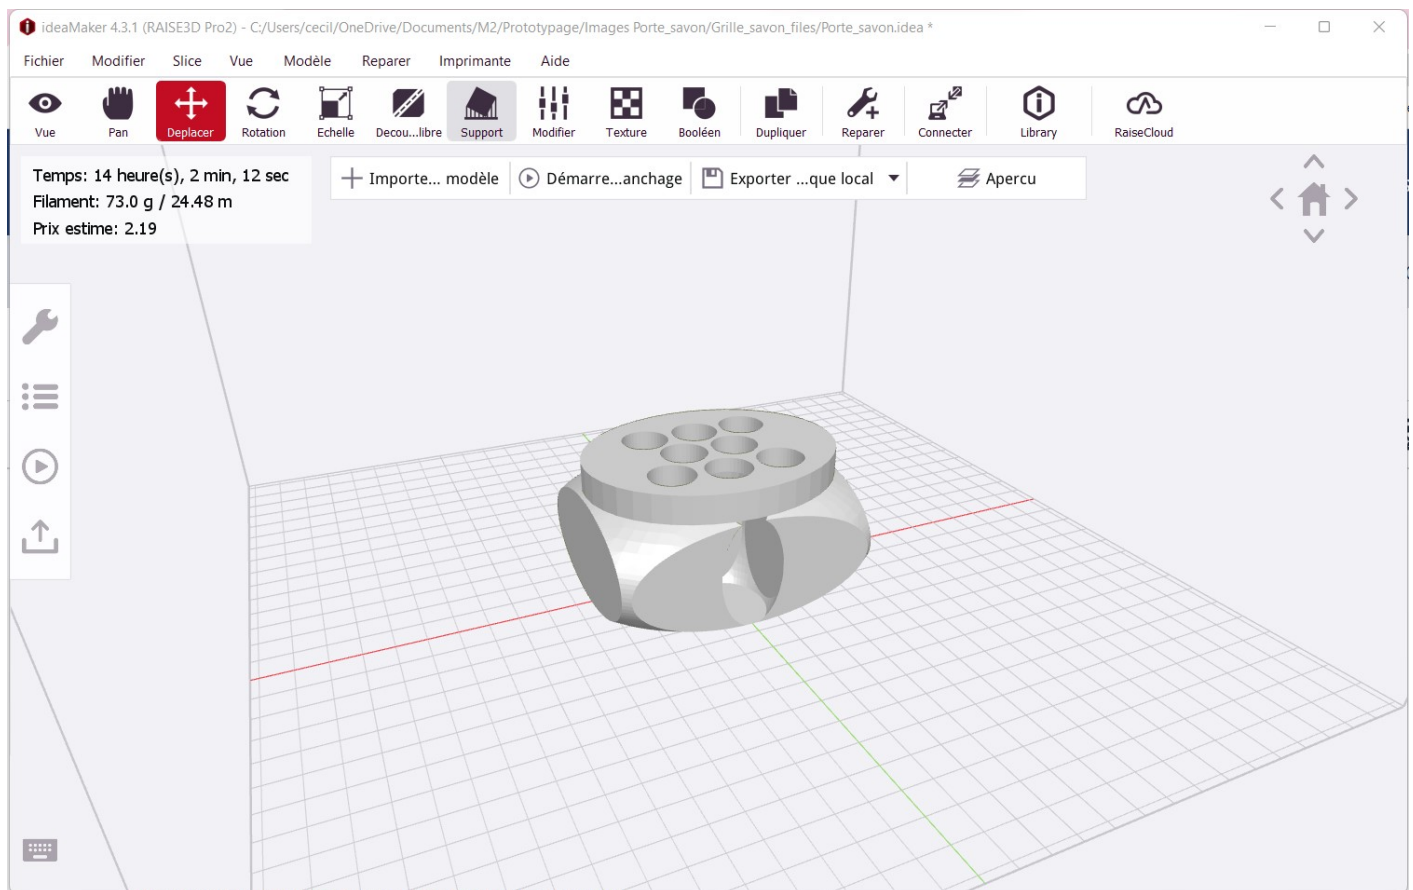 ideaMaker 4.3.1 (RAISE3D Pro2) - C:/Users/cecil/OneDrive/Documents/M2/Prototypage/Images Porte_savon/Grille_savon_files/Porte_savon.idea *
Fichier Modifier Slice Vue Modèle Reparer Imprimante Aide
Vue Pan Deplacer Rotation Echelle Decou...libre Support Modifier Texture Booléen Dupliquer Reparer Connecter Library RaiseCloud
Temps: 14 heure(s), 2 min, 12 sec
Filament: 73.0 g / 24.48 m
Prix estime: 2.19
Importe... modèle Démarre...anchage Exporter ...que local Apercu